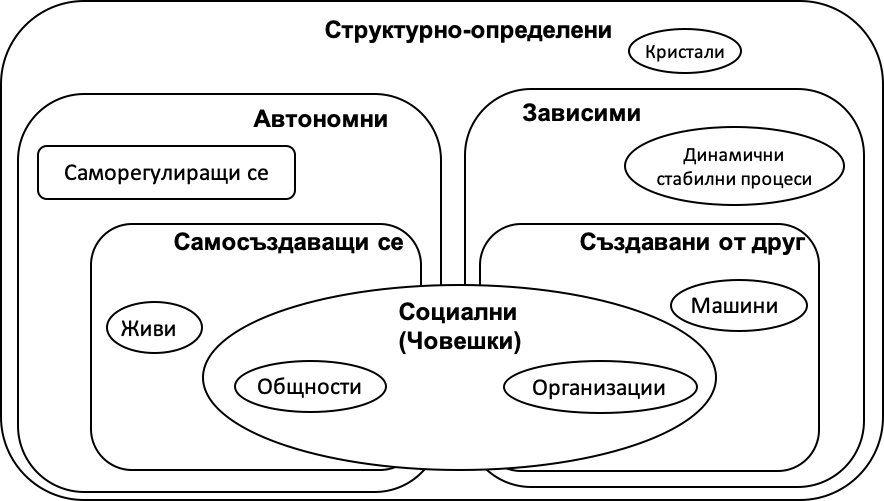 Структурно-определени
Кристали
Автономни
Зависими
Саморегулиращи се
Динамични
стабилни процеси
Самосъздаващи се
Създавани от друг
Живи
Машини
Социални
(Човешки)
Общности
Организации